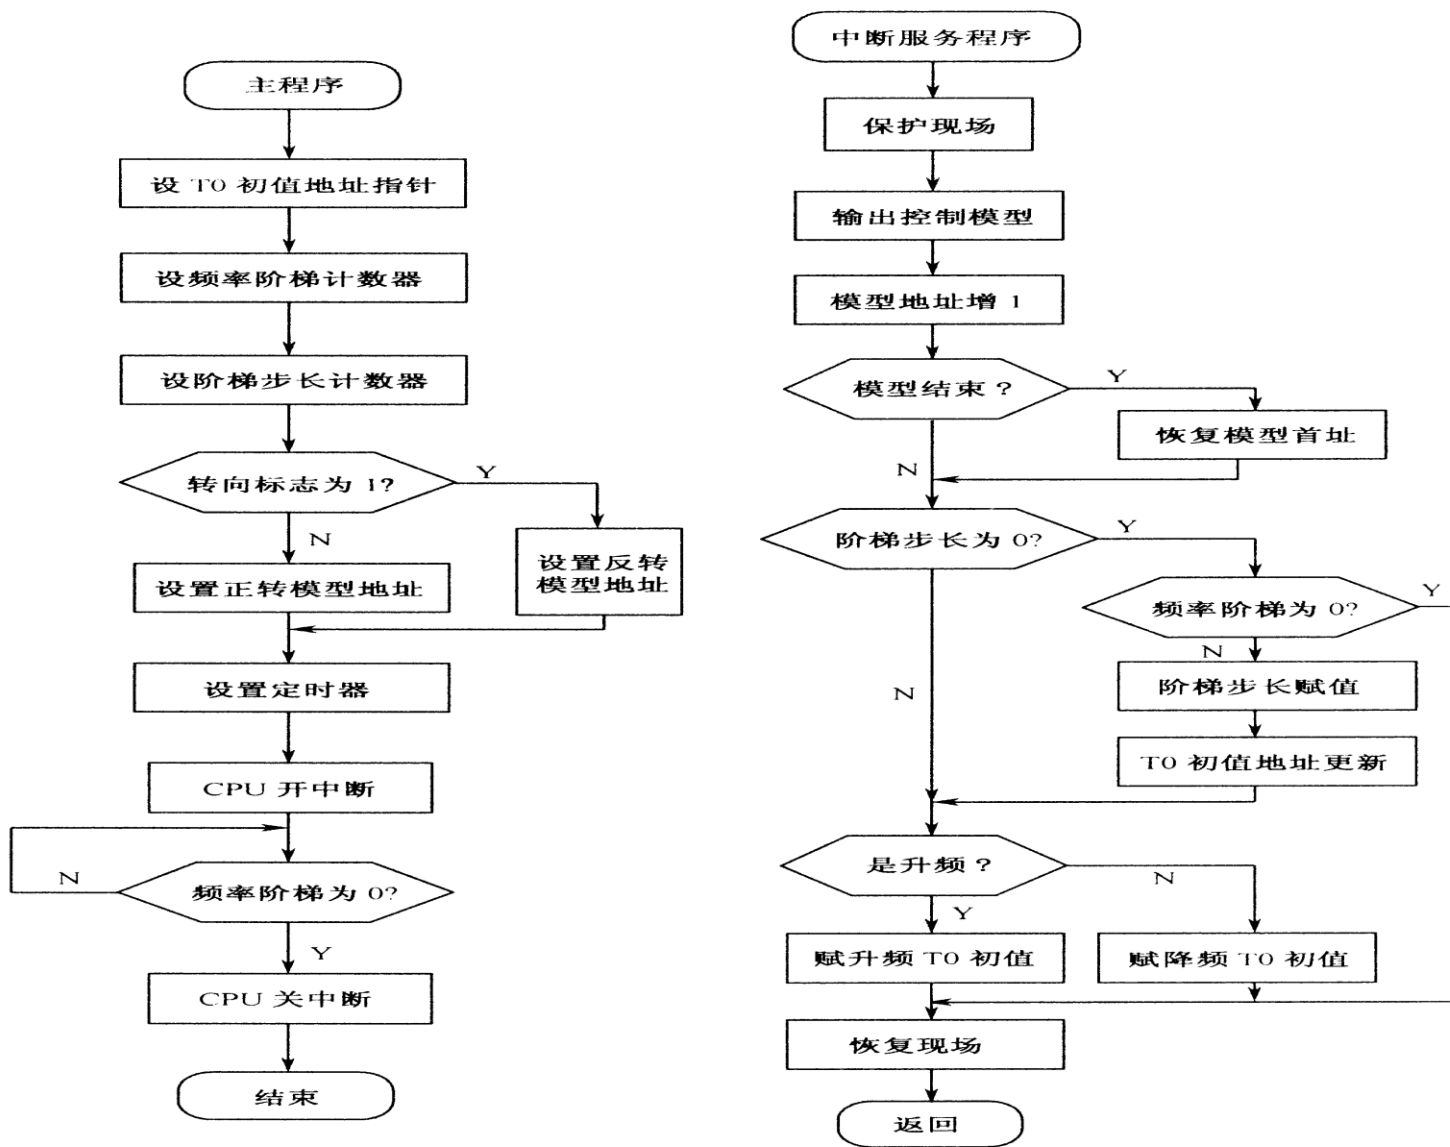 主程序
设 T0 初值地址指针
设频率阶梯计数器
设阶梯步长计数器
转向标志为 1?
Y
N
设置反转
模型地址
设置正转模型地址
设置定时器
CPU 开中断
N
频率阶梯为 0?
Y
CPU 关中断
结束
中断服务程序
保护现场
输出控制模型
模型地址增 1
模型结束?
Y
恢复模型首址
N
阶梯步长为 0?
Y
频率阶梯为 0?
Y
N
阶梯步长赋值
N
T0 初值地址更新
是升频?
N
Y
赋升频 T0 初值
赋降频 T0 初值
恢复现场
返回